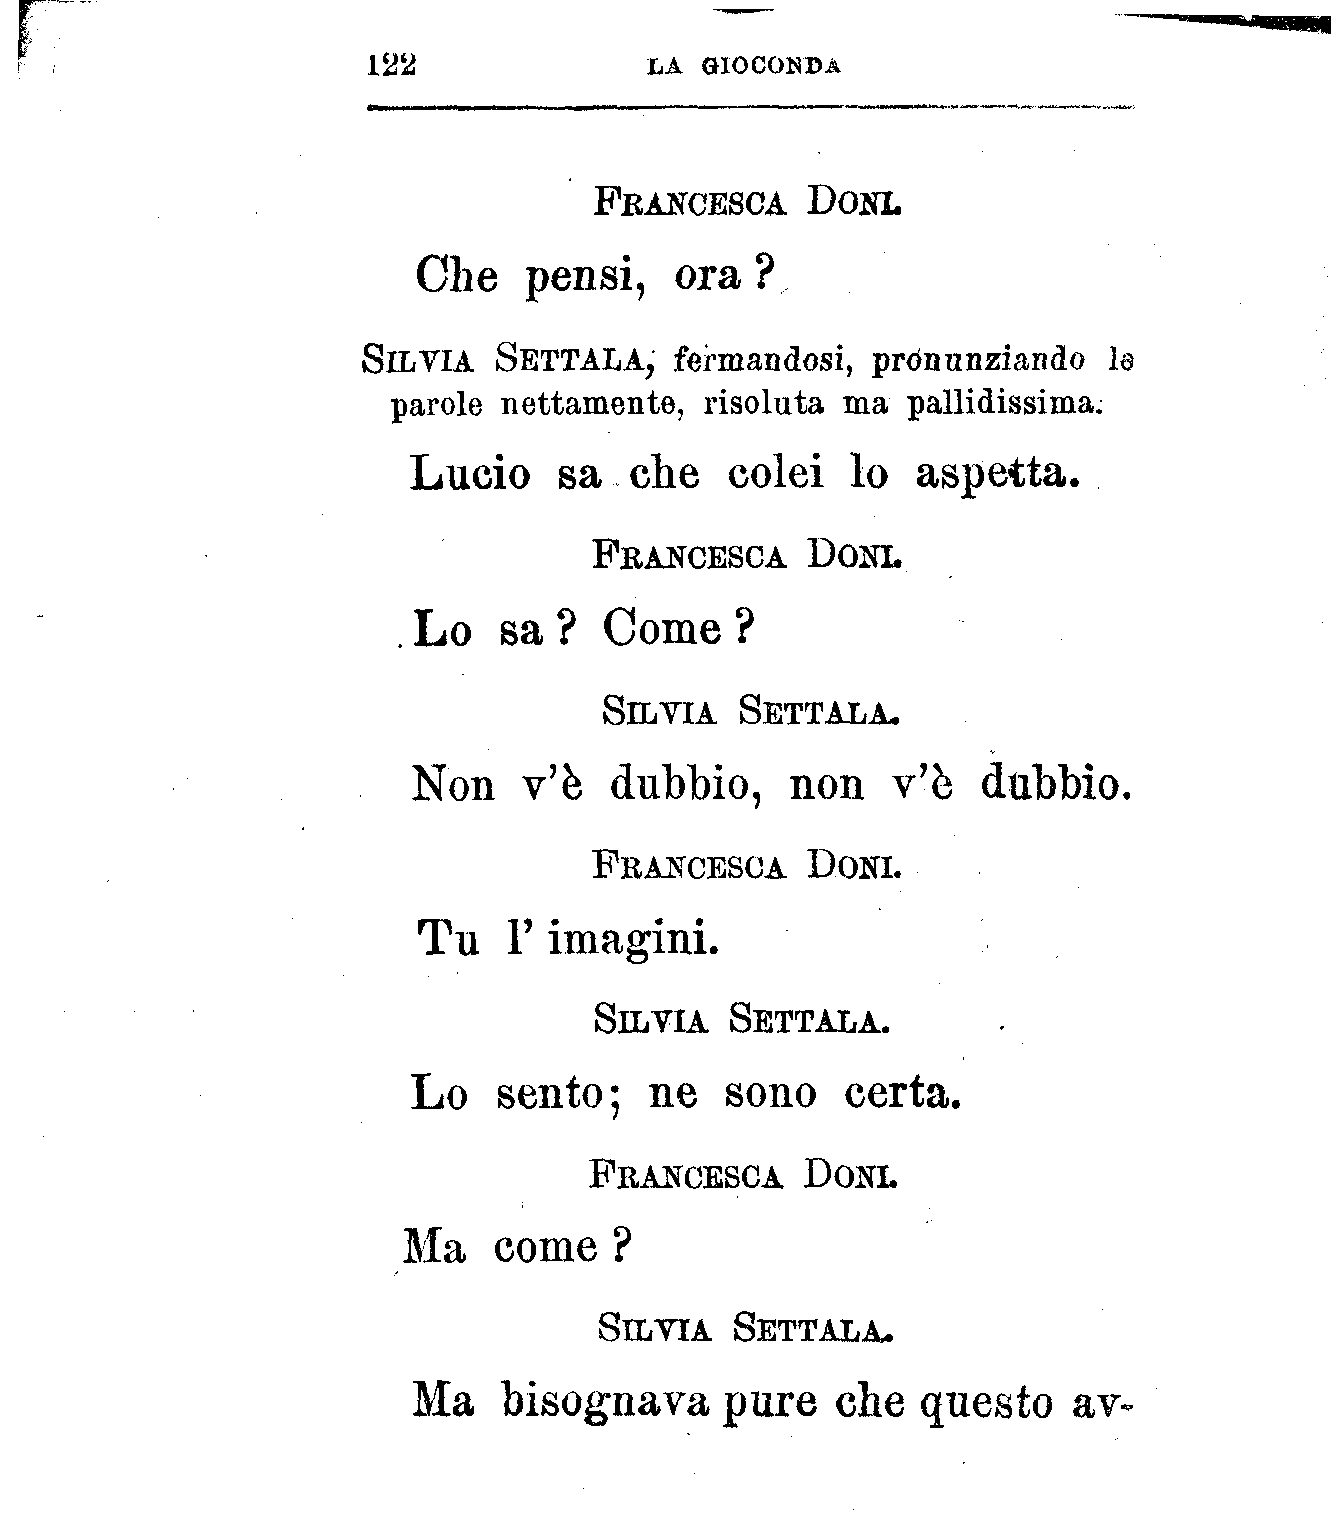 122 LA GIOCONDA
FRANCESCA DONI.
Che pensi, ora?
SILVIA SETTALA, fermandosi, pronunziando le
parole nettamente, risoluta ma pallidissima.
Lucio sa che colei lo aspetta.
FRANCESCA DONI.
Lo sa? Come?
SILVIA SETTALA.
Non v'è dubbio, non v'è dubbio.
FRANCESCA DONI.
Tu l'imagini.
SILVIA SETTALA.
Lo sento; ne sono certa.
FRANCESCA DONI.
Ma come?
SILVIA SETTALA.
Ma bisognava pure che questo av-